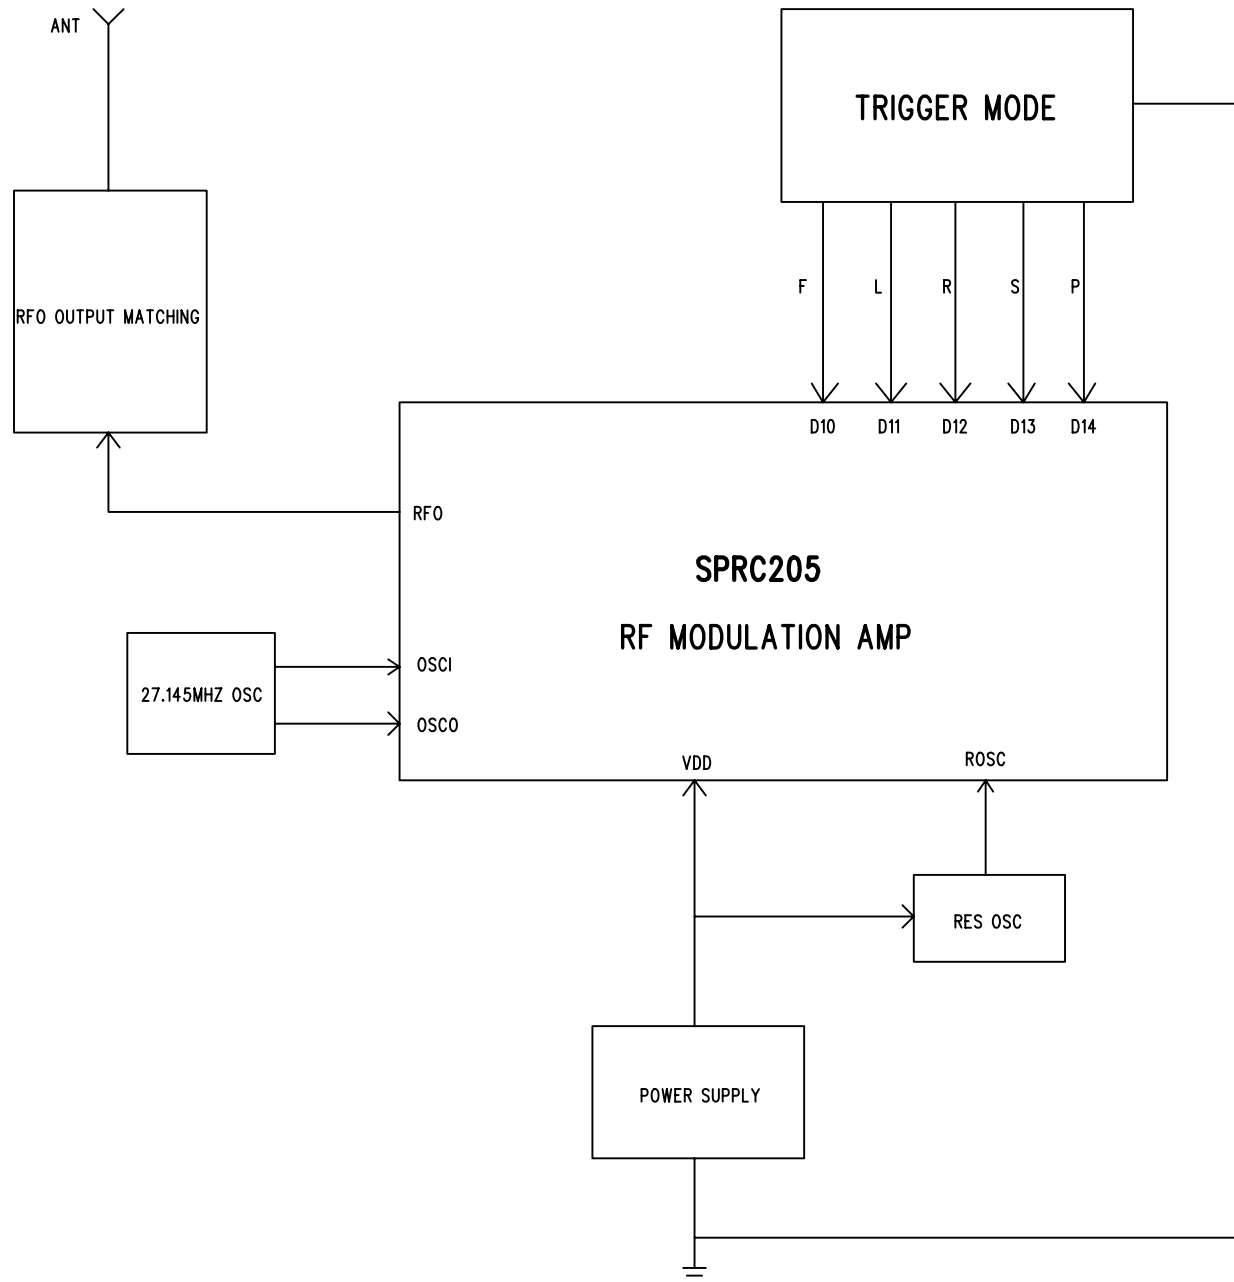 ANT
TRIGGER MODE
RFO OUTPUT MATCHING
F L R S P
D10 D11 D12 D13 D14
RFO
SPRC205
RF MODULATION AMP
27.145MHZ OSC
OSCI
OSCO
VDD
ROSC
RES OSC
POWER SUPPLY